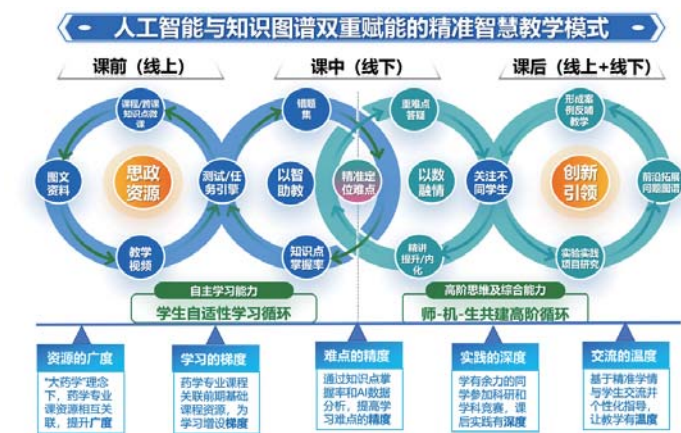 人工智能与知识图谱双重赋能的精准智慧教学模式
课前（线上）
课中（线下）
课后（线上+线下）
课程/跨课
知识点微
课
图文
资料
思政
资源
测试/任
务引擎
教学
视频
错题
集
以智
助教
精准定
位难点
知识点
掌握率
重难点
答疑
以数
融情
关注不
同学生
精讲
提升/内
化
形成案
例反哺
教学
创新
引领
前沿拓展
问题图谱
实验实践
项目研究
自主学习能力
学生自适性学习循环
高阶思维及综合能力
师-机-生共建高阶循环
资源的广度
“大药学”理念
下，药学专业
课资源相互关
联，提升广度
学习的梯度
药学专业课程
关联前期基础
课程资源，为
学习增设梯度
难点的精度
通过知识点掌
握率和AI数据
分析，提高学
习难点的精度
实践的深度
学有余力的同
学参加科研和
学科竞赛，课
后实践有深度
交流的温度
基于精准学情
与学生交流并
个性化指导，
让教学有温度